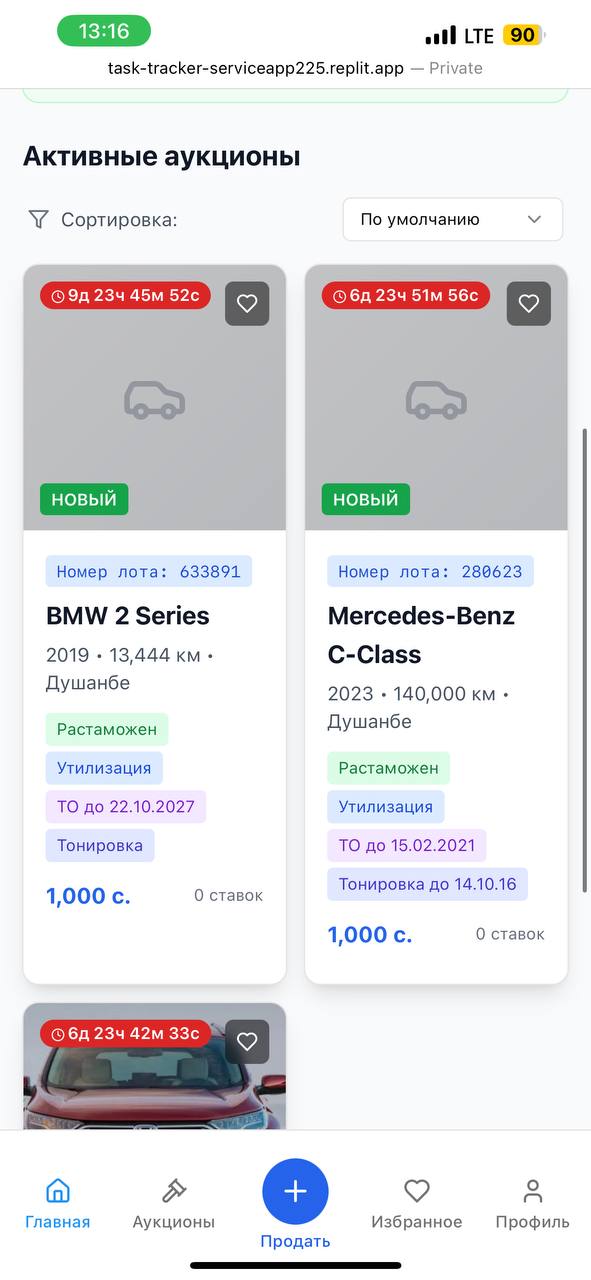 13:16
LTE 90
task-tracker-serviceapp225.replit.app — Private
Активные аукционы
Сортировка:
По умолчанию
9д 23ч 45м 52с
НОВЫЙ
Номер лота: 633891
BMW 2 Series
2019 • 13,444 км •
Душанбе
Растаможен
Утилизация
ТО до 22.10.2027
Тонировка
1,000 с.
0 ставок
6д 23ч 51м 56с
НОВЫЙ
Номер лота: 280623
Mercedes-Benz
C-Class
2023 • 140,000 км •
Душанбе
Растаможен
Утилизация
ТО до 15.02.2021
Тонировка до 14.10.16
1,000 с.
0 ставок
6д 23ч 42м 33с
Главная
Аукционы
Продать
Избранное
Профиль